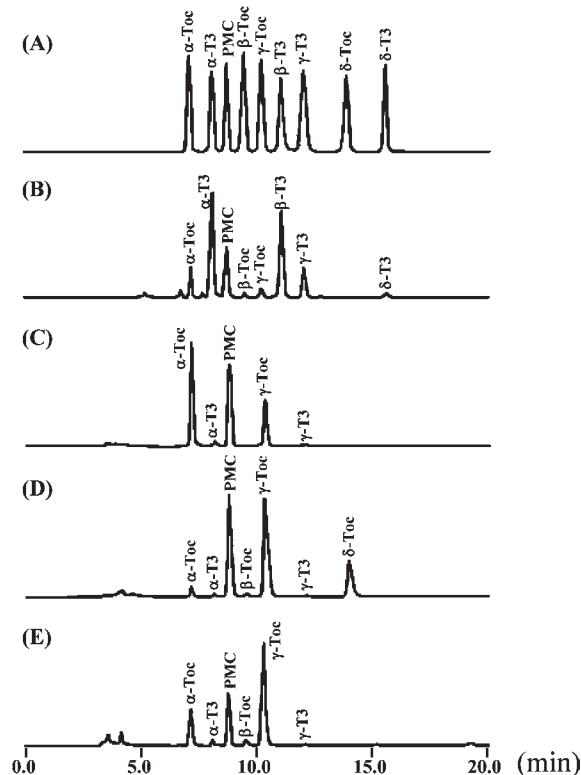 (A)
α-Toc
α-T3
PMC
β-Toc
γ-Toc
β-T3
γ-T3
δ-Toc
δ-T3
(B)
α-Toc
α-T3
PMC
β-Toc
γ-Toc
β-T3
γ-T3
δ-T3
(C)
α-Toc
α-T3
PMC
γ-Toc
γ-T3
(D)
α-Toc
α-T3
PMC
β-Toc
γ-Toc
γ-T3
δ-Toc
(E)
α-Toc
α-T3
PMC
β-Toc
γ-Toc
γ-T3
0.0 5.0 10.0 15.0 20.0 (min)